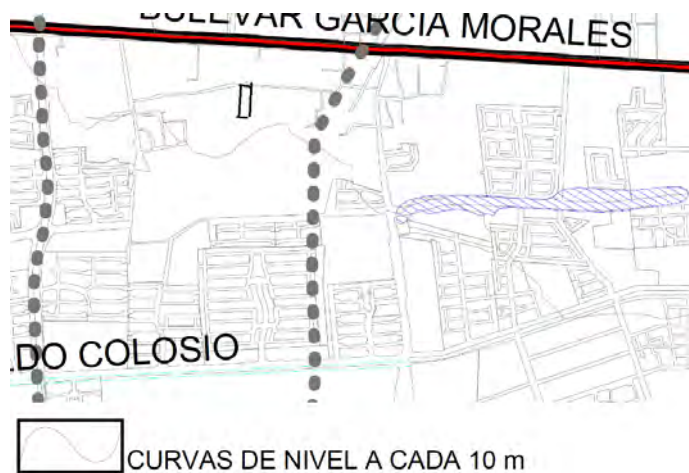 BULEVAR GARCIA MORALES
DO COLOSIO
CURVAS DE NIVEL A CADA 10 m